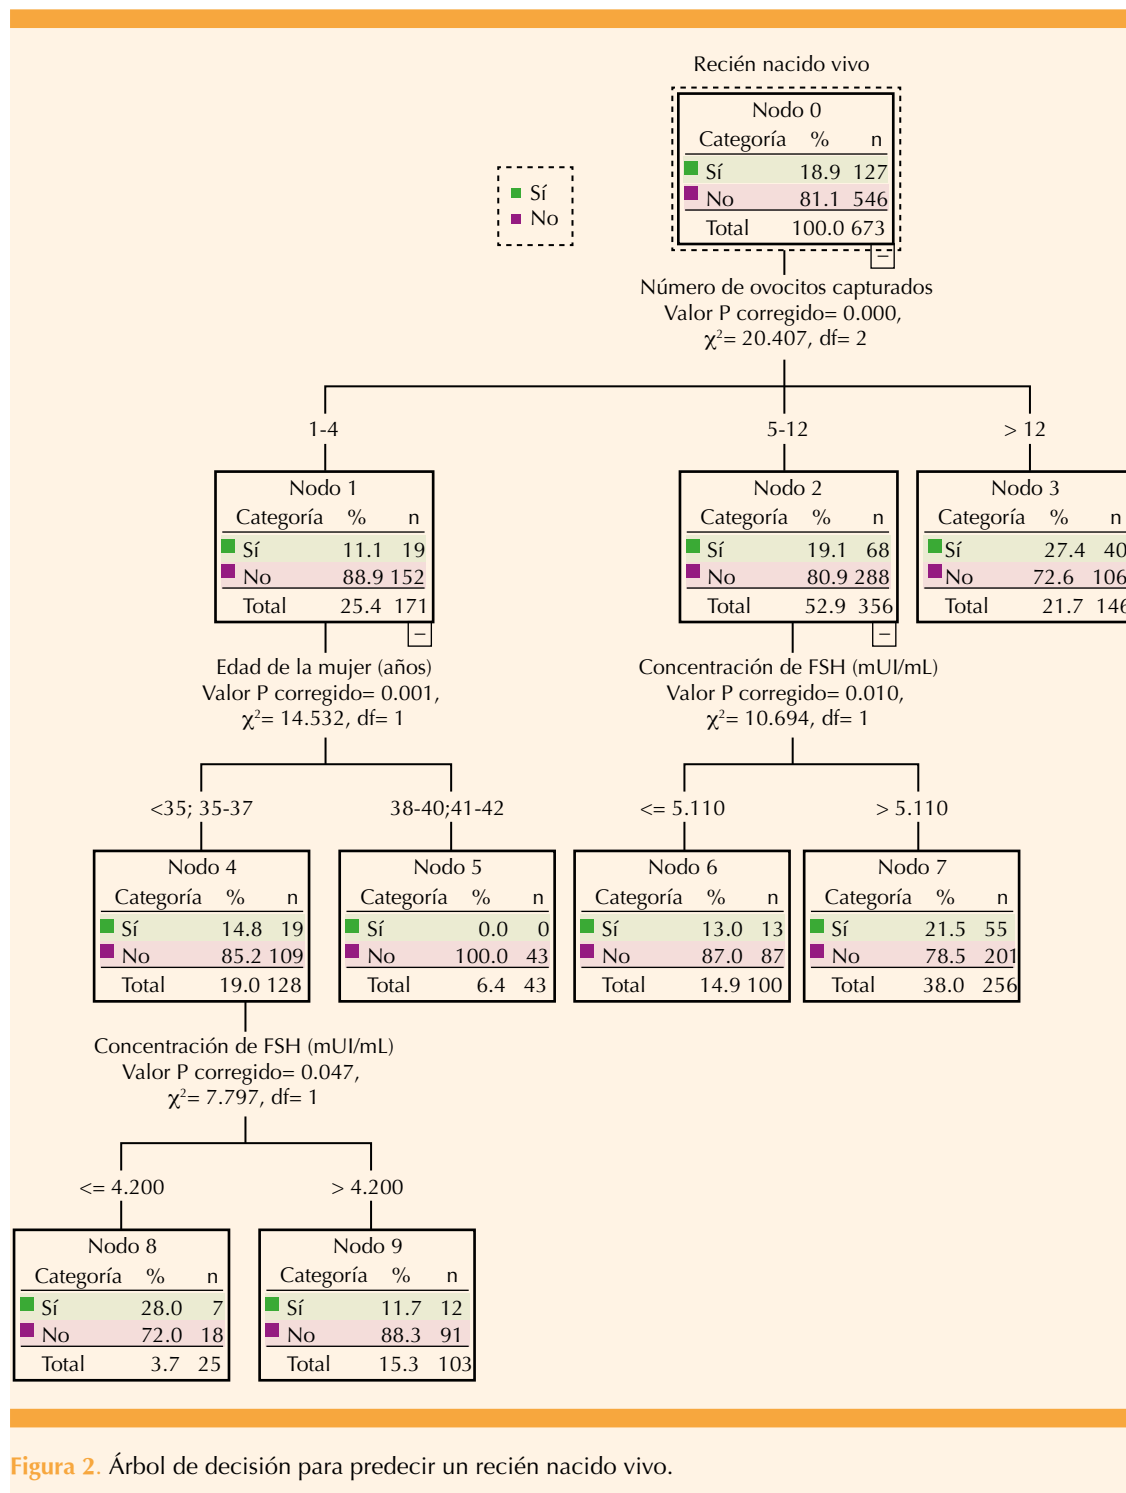 Recién nacido vivo
Nodo 0
Categoría % n
Sí 18.9 127
No 81.1 546
Total 100.0 673
Sí
No
Número de ovocitos capturados
Valor P corregido= 0.000,
χ²= 20.407, df= 2
1-4
5-12
> 12
Nodo 1
Categoría % n
Sí 11.1 19
No 88.9 152
Total 25.4 171
Nodo 2
Categoría % n
Sí 19.1 68
No 80.9 288
Total 52.9 356
Nodo 3
Categoría % n
Sí 27.4 40
No 72.6 106
Total 21.7 146
Edad de la mujer (años)
Valor P corregido= 0.001,
χ²= 14.532, df= 1
Concentración de FSH (mUI/mL)
Valor P corregido= 0.010,
χ²= 10.694, df= 1
<35; 35-37
38-40;41-42
<= 5.110
> 5.110
Nodo 4
Categoría % n
Sí 14.8 19
No 85.2 109
Total 19.0 128
Nodo 5
Categoría % n
Sí 0.0 0
No 100.0 43
Total 6.4 43
Nodo 6
Categoría % n
Sí 13.0 13
No 87.0 87
Total 14.9 100
Nodo 7
Categoría % n
Sí 21.5 55
No 78.5 201
Total 38.0 256
Concentración de FSH (mUI/mL)
Valor P corregido= 0.047,
χ²= 7.797, df= 1
<= 4.200
> 4.200
Nodo 8
Categoría % n
Sí 28.0 7
No 72.0 18
Total 3.7 25
Nodo 9
Categoría % n
Sí 11.7 12
No 88.3 91
Total 15.3 103
Figura 2. Árbol de decisión para predecir un recién nacido vivo.